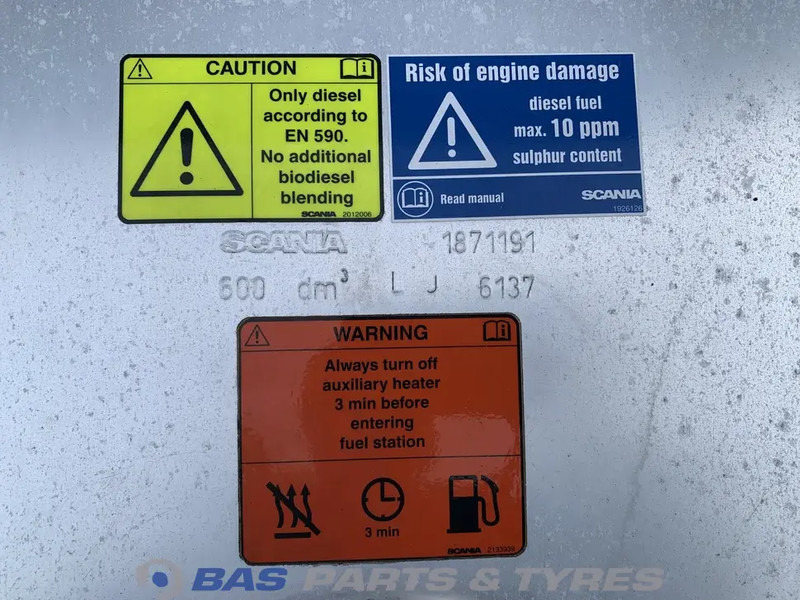 CAUTION
Only diesel
according to
EN 590.
No additional
biodiesel
blending
SCANIA 2012006
Risk of engine damage
diesel fuel
max. 10 ppm
sulphur content
Read manual
SCANIA
1926126
SCANIA 1871191
600 dm³ L J 6137
WARNING
Always turn off
auxiliary heater
3 min before
entering
fuel station
3 min
SCANIA 2133909
BAS PARTS & TYRES